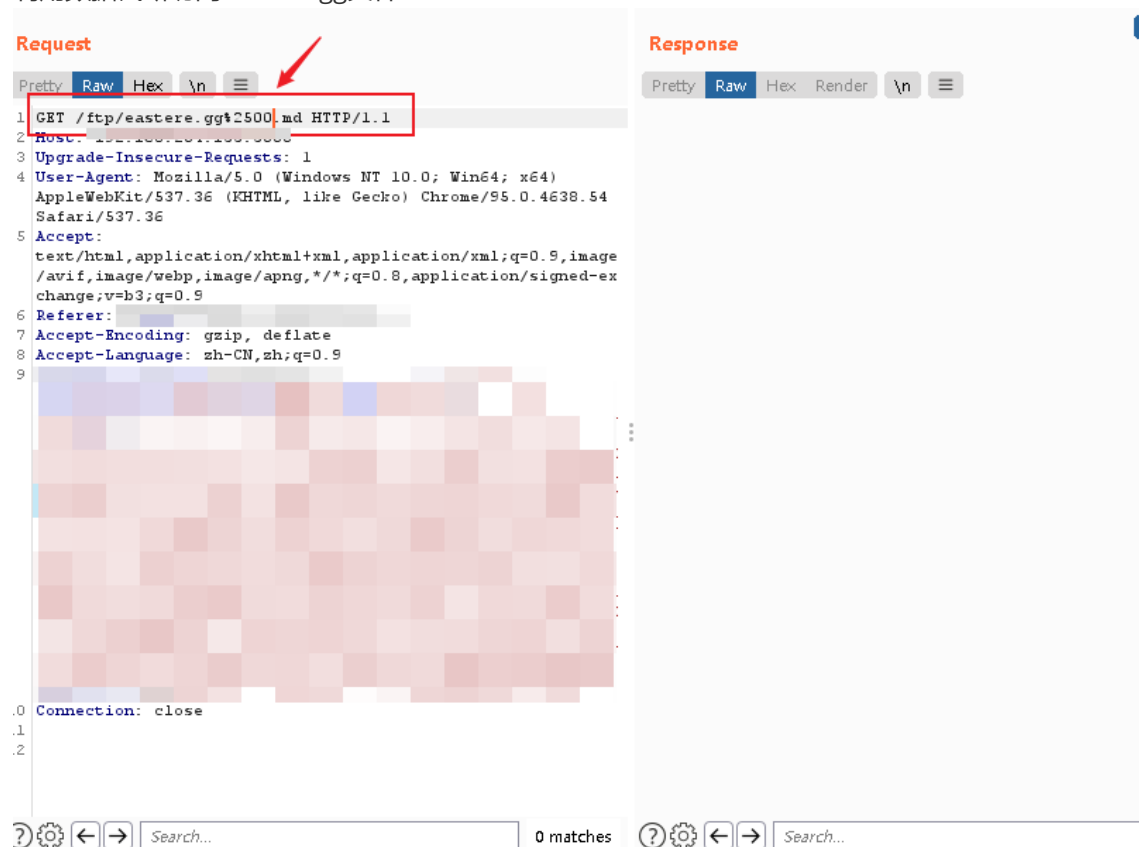 Request
Response
Pretty Raw Hex \n
Pretty Raw Hex Render \n
1 GET /ftp/eastere.gg%2500.md HTTP/1.1
2 Host:
3 Upgrade-Insecure-Requests: 1
4 User-Agent: Mozilla/5.0 (Windows NT 10.0; Win64; x64)
AppleWebKit/537.36 (KHTML, like Gecko) Chrome/95.0.4638.54
Safari/537.36
5 Accept:
text/html,application/xhtml+xml,application/xml;q=0.9,image
/avif,image/webp,image/apng,*/*;q=0.8,application/signed-ex
change;v=b3;q=0.9
6 Referer:
7 Accept-Encoding: gzip, deflate
8 Accept-Language: zh-CN,zh;q=0.9
9
.0 Connection: close
.1
.2
Search...
0 matches
Search...